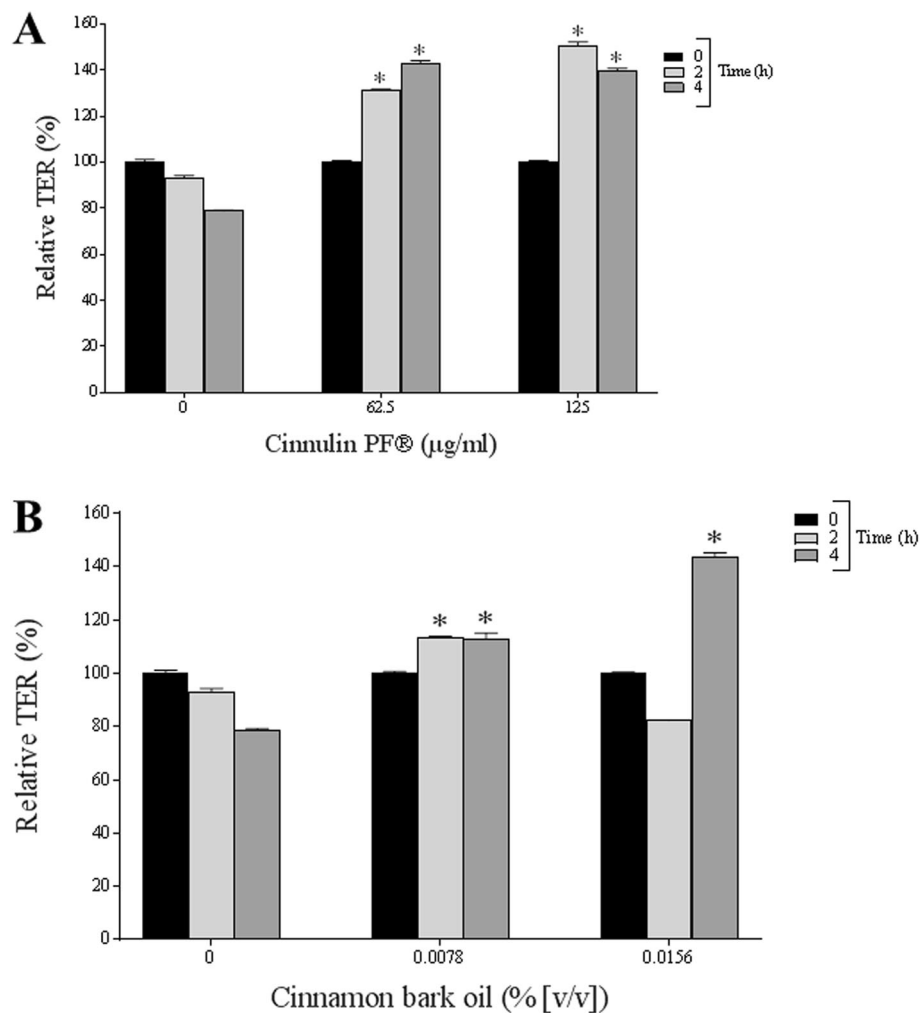 A
160
140
120
100
80
60
40
20
0
Relative TER (%)
* * * *
0
2
4
Time (h)
0 62.5 125
Cinnulin PF® (µg/ml)
B
160
140
120
100
80
60
40
20
0
Relative TER (%)
* * *
0
2
4
Time (h)
0 0.0078 0.0156
Cinnamon bark oil (% [v/v])